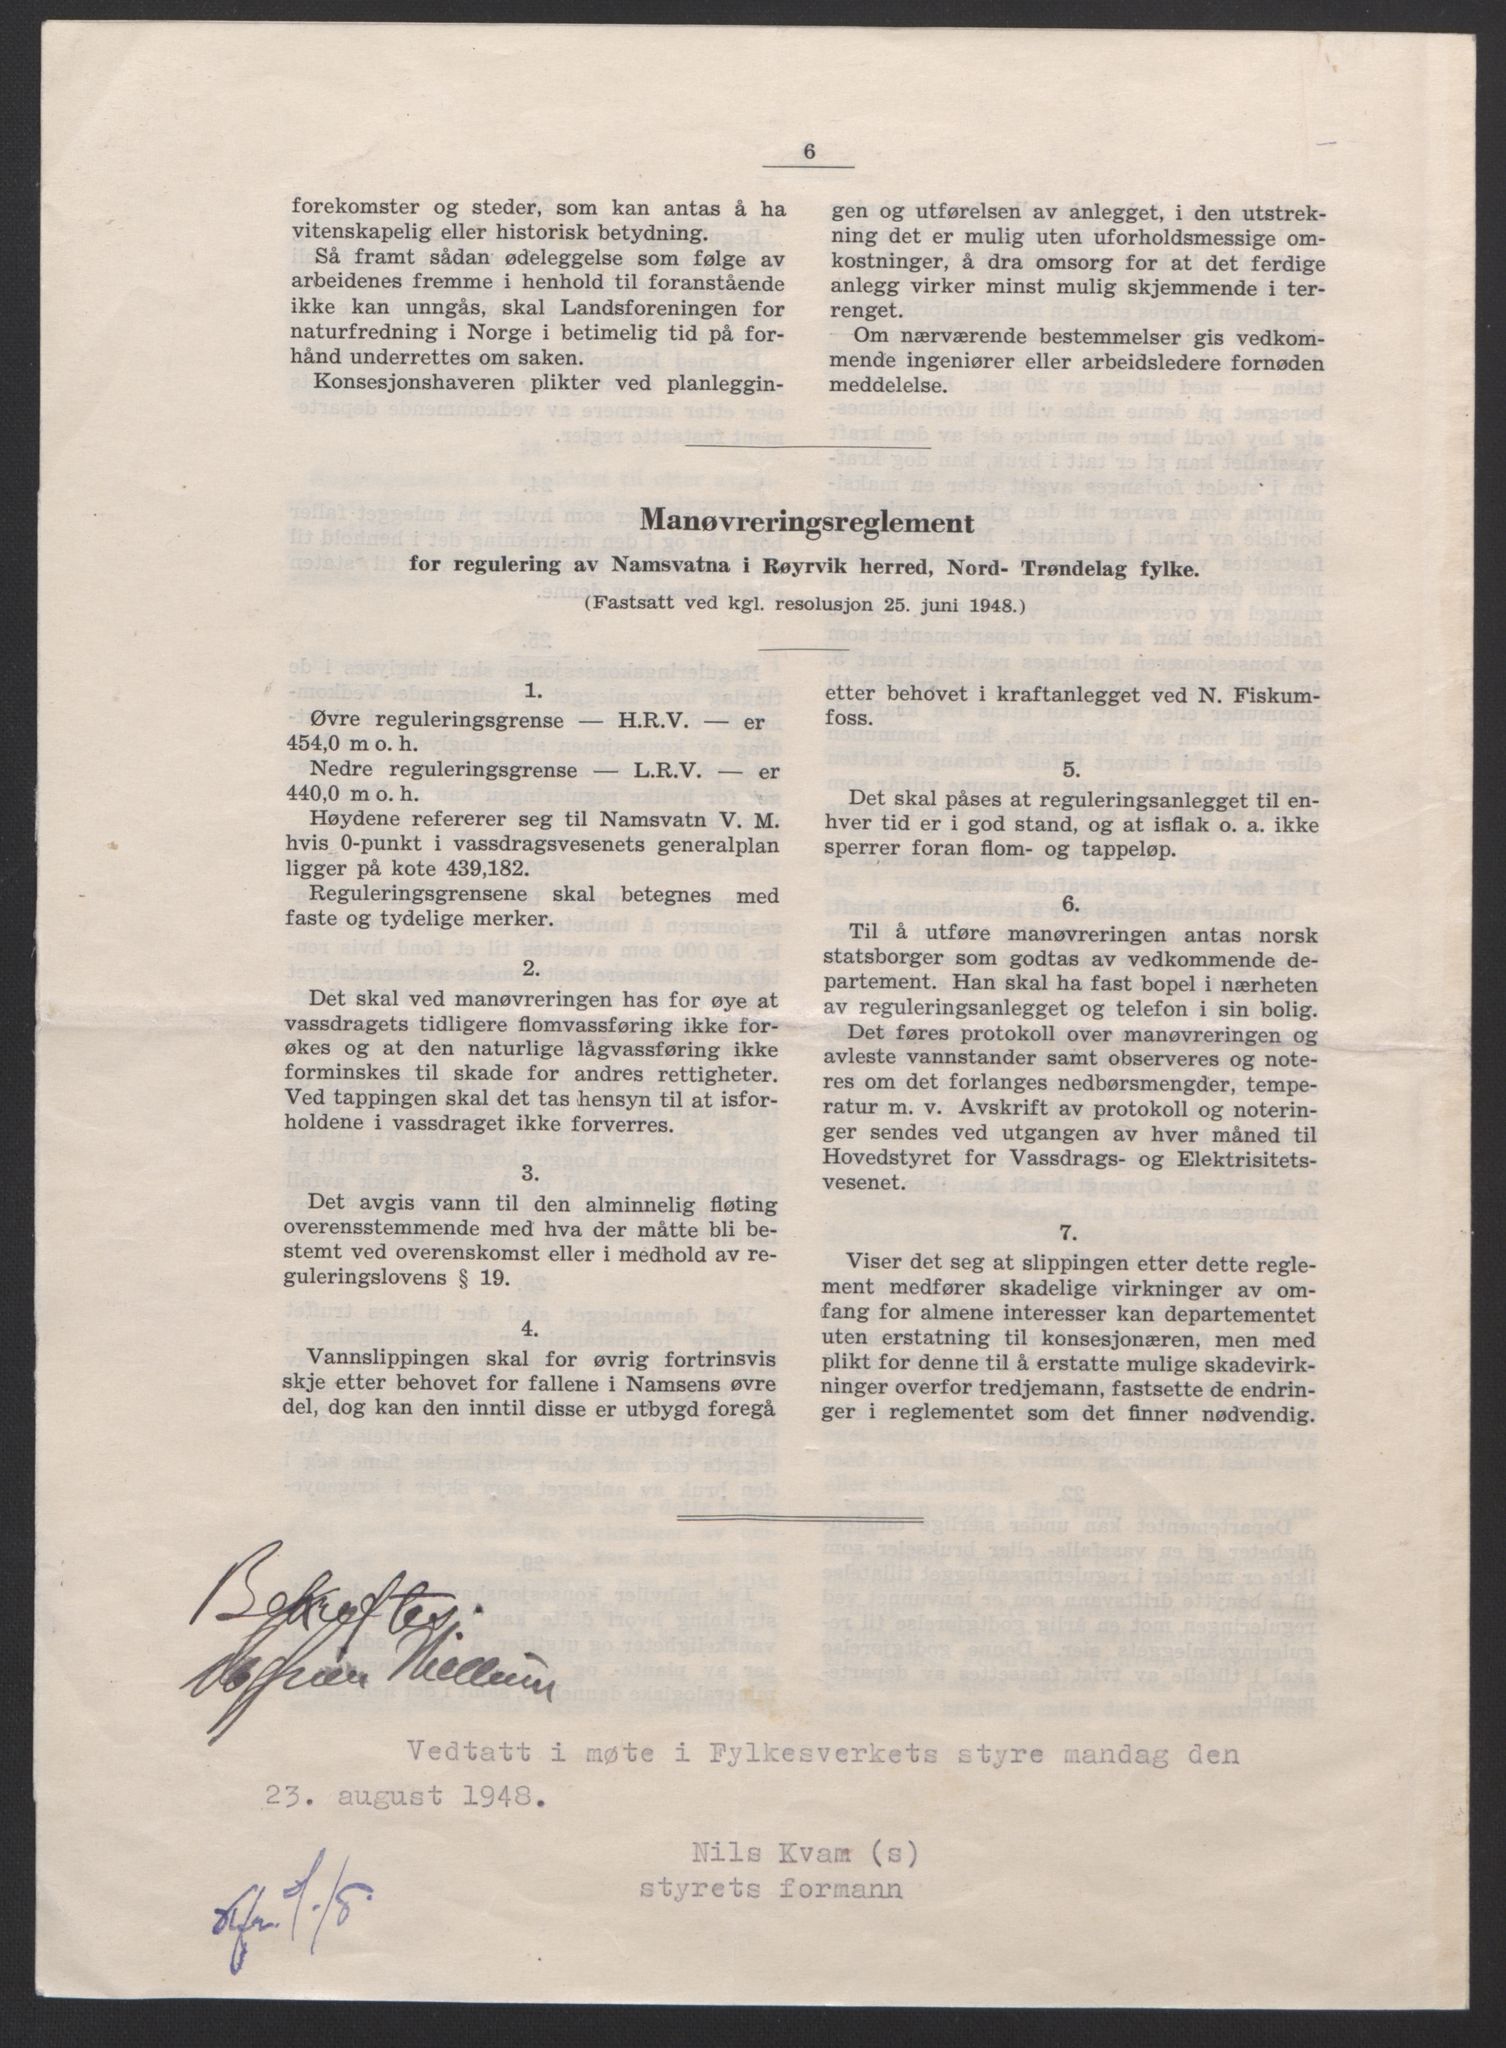 6
forekomster og steder, som kan antas å ha
vitenskapelig eller historisk betydning.
Så framt sådan ødeleggelse som følge av
arbeidenes fremme i henhold til foranstående
ikke kan unngås, skal Landsforeningen for
naturfredning i Norge i betimelig tid på for-
hånd underrettes om saken.
Konsesjonshaveren plikter ved planleggin-
gen og utførelsen av anlegget, i den utstrek-
ning det er mulig uten uforholdsmessige om-
kostninger, å dra omsorg for at det ferdige
anlegg virker minst mulig skjemmende i ter-
renget.
Om nærværende bestemmelser gis vedkom-
mende ingeniører eller arbeidsledere fornøden
meddelelse.
Manøvreringsreglement
for regulering av Namsvatna i Røyrvik herred, Nord- Trøndelag fylke.
(Fastsatt ved kgl. resolusjon 25. juni 1948.)
1.
Øvre reguleringsgrense — H.R.V. — er
454,0 m o. h.
Nedre reguleringsgrense — L.R.V. — er
440,0 m o. h.
Høydene refererer seg til Namsvatn V. M.
hvis 0-punkt i vassdragsvesenets generalplan
ligger på kote 439,182.
Reguleringsgrensene skal betegnes med
faste og tydelige merker.
2.
Det skal ved manøvreringen has for øye at
vassdragets tidligere flomvassføring ikke for-
økes og at den naturlige lågvassføring ikke
forminskes til skade for andres rettigheter.
Ved tappingen skal det tas hensyn til at isfor-
holdene i vassdraget ikke forverres.
3.
Det avgis vann til den alminnelig fløting
overensstemmende med hva der måtte bli be-
stemt ved overenskomst eller i medhold av re-
guleringslovens § 19.
4.
Vannslippingen skal for øvrig fortrinsvis
skje etter behovet for fallene i Namsens øvre
del, dog kan den inntil disse er utbygd foregå
etter behovet i kraftanlegget ved N. Fiskum-
foss.
5.
Det skal påses at reguleringsanlegget til en-
hver tid er i god stand, og at isflak o. a. ikke
sperrer foran flom- og tappeløp.
6.
Til å utføre manøvreringen antas norsk
statsborger som godtas av vedkommende de-
partement. Han skal ha fast bopel i nærheten
av reguleringsanlegget og telefon i sin bolig.
Det føres protokoll over manøvreringen og
avleste vannstander samt observeres og note-
res om det forlanges nedbørsmengder, tempe-
ratur m. v. Avskrift av protokoll og noterin-
ger sendes ved utgangen av hver måned til
Hovedstyret for Vassdrags- og Elektrisitets-
vesenet.
7.
Viser det seg at slippingen etter dette regle-
ment medfører skadelige virkninger av om-
fang for almene interesser kan departementet
uten erstatning til konsesjonæren, men med
plikt for denne til å erstatte mulige skadevirk-
ninger overfor tredjemann, fastsette de endrin-
ger i reglementet som det finner nødvendig.
Bekreftes:
Vedtatt i møte i Fylkesverkets styre mandag den
23. august 1948.
Nils Kvam (s)
styrets formann